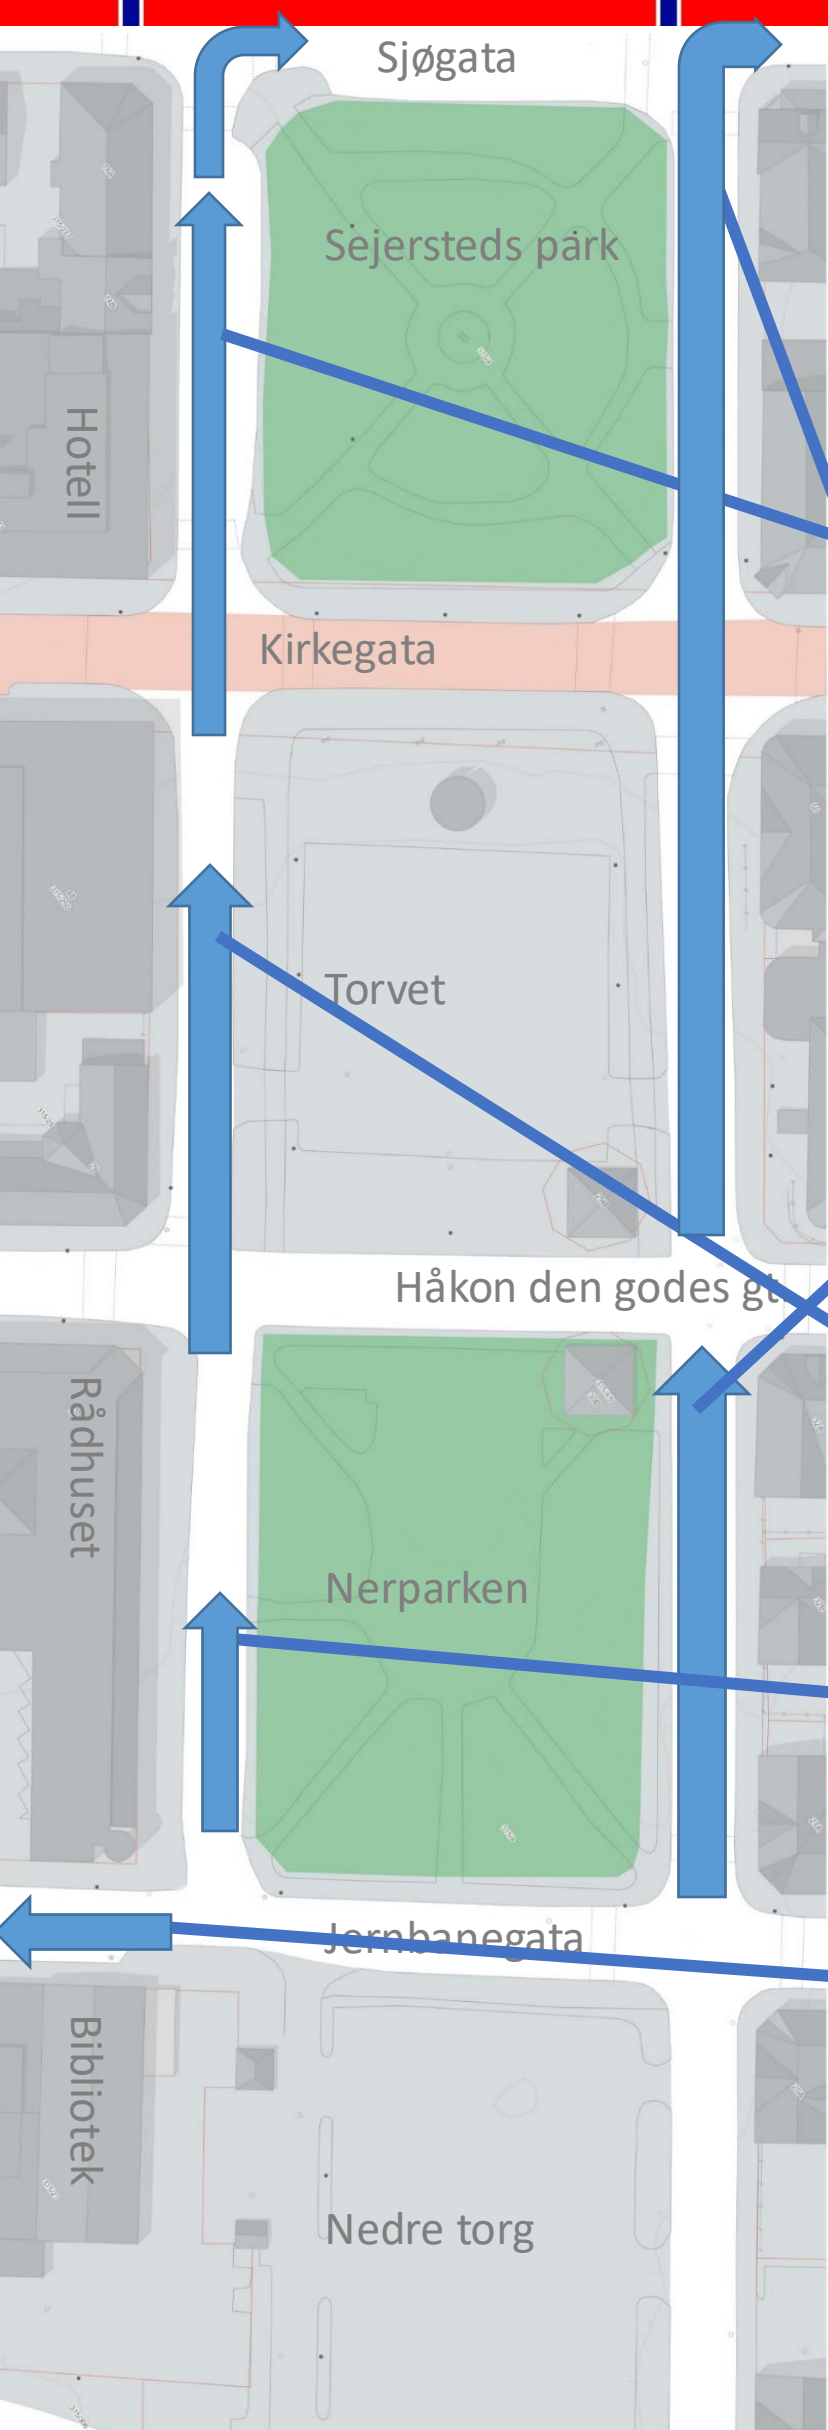 Sjøgata
Sejersteds park
Hotell
Kirkegata
Torvet
Håkon den godes gt
Rådhuset
Nerparken
Jernbanegata
Bibliotek
Nedre torg